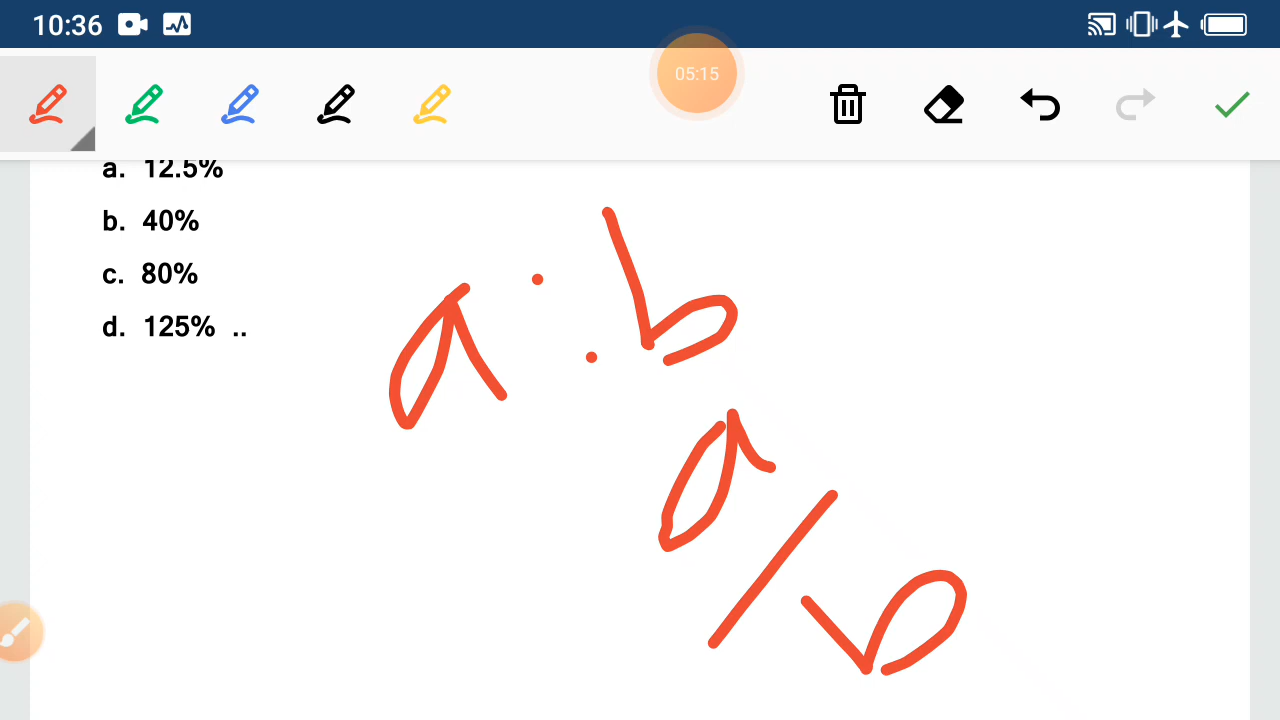 10:36
05:15
a. 12.5%
b. 40%
c. 80%
d. 125% ..
a : b
a/b